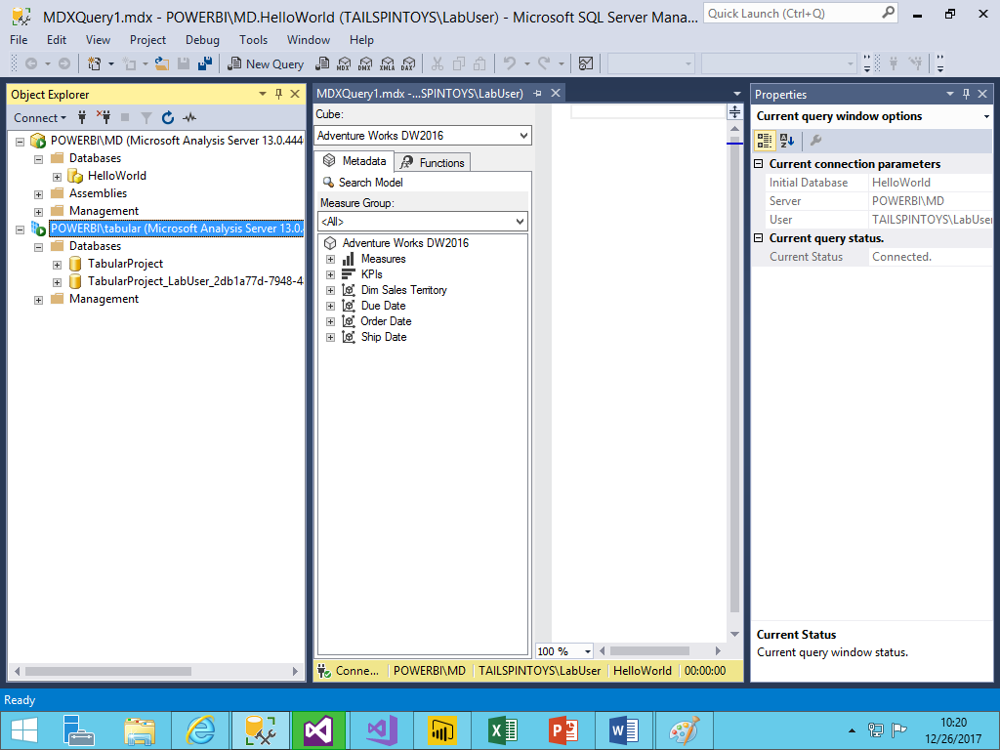 MDXQuery1.mdx - POWERBI\MD.HelloWorld (TAILSPINTOYS\LabUser) - Microsoft SQL Server Mana...
Quick Launch (Ctrl+Q)
File Edit View Project Debug Tools Window Help
New Query MDX DMX XMLA DAX
Object Explorer
Connect
POWERBI\MD (Microsoft Analysis Server 13.0.444
Databases
HelloWorld
Assemblies
Management
POWERBI\tabular (Microsoft Analysis Server 13.0.
Databases
TabularProject
TabularProject_LabUser_2db1a77d-7948-4
Management
MDXQuery1.mdx -...SPINTOYS\LabUser)
Cube:
Adventure Works DW2016
Metadata Functions
Search Model
Measure Group:
<All>
Adventure Works DW2016
Measures
KPIs
Dim Sales Territory
Due Date
Order Date
Ship Date
100 %
Conne... POWERBI\MD TAILSPINTOYS\LabUser HelloWorld 00:00:00
Properties
Current query window options
Current connection parameters
Initial Database HelloWorld
Server POWERBI\MD
User TAILSPINTOYS\LabUser
Current query status.
Current Status Connected.
Current Status
Current query window status.
Ready
10:20
12/26/2017